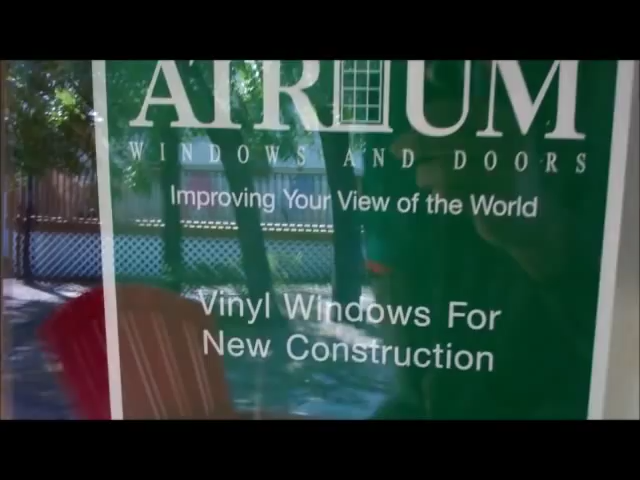 ATRIUM
WINDOWS AND DOORS
Improving Your View of the World
Vinyl Windows For
New Construction